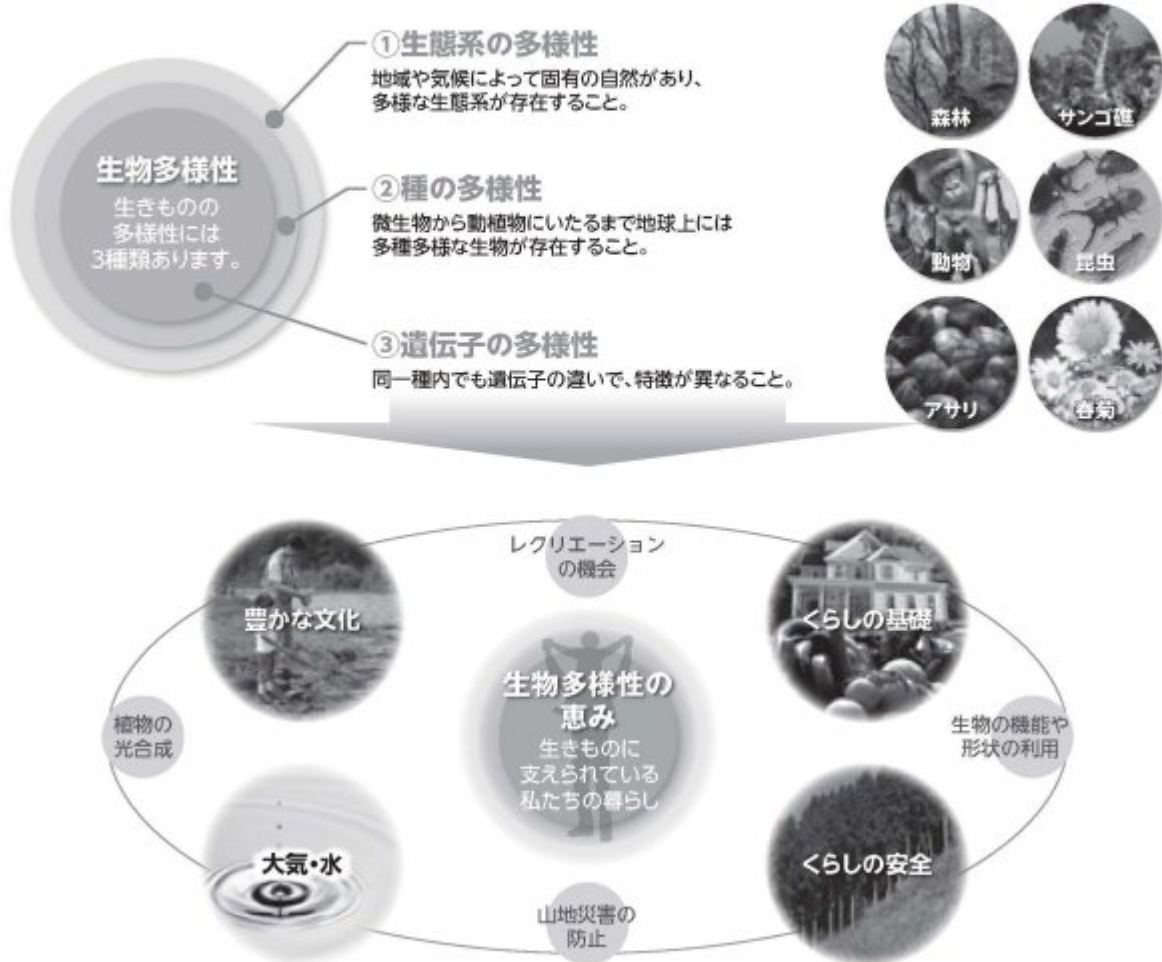 ①生態系の多様性
地域や気候によって固有の自然があり、
多様な生態系が存在すること。
生物多様性
生きものの
多様性には
3種類あります。
②種の多様性
微生物から動植物にいたるまで地球上には
多種多様な生物が存在すること。
③遺伝子の多様性
同一種内でも遺伝子の違いで、特徴が異なること。
森林
サンゴ礁
動物
昆虫
アサリ
春菊
レクリエーション
の機会
豊かな文化
くらしの基礎
生物多様性の
恵み
生きものに
支えられている
私たちの暮らし
植物の
光合成
生物の機能や
形状の利用
大気・水
くらしの安全
山地災害の
防止